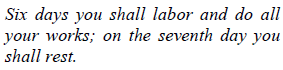 Six days you shall labor and do all
your works; on the seventh day you
shall rest.